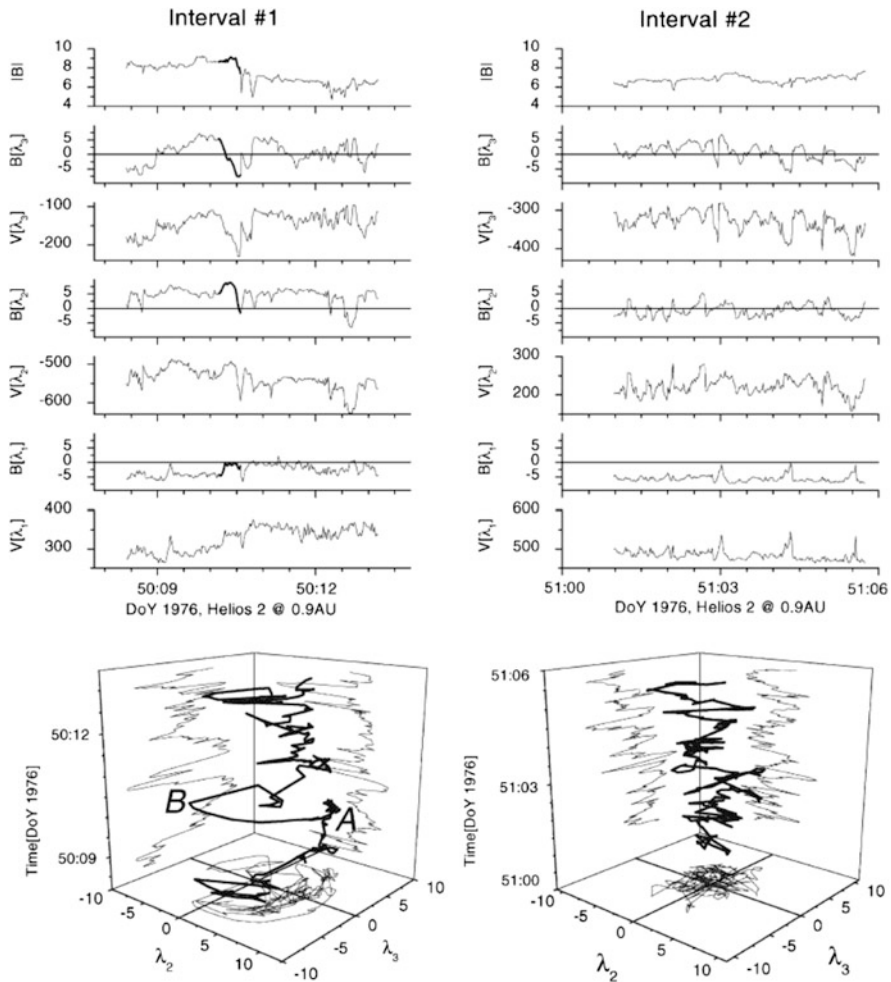 Interval #1
|B|
10
8
6
4
B[λ3]
5
0
-5
V[λ3]
-100
-200
B[λ2]
5
0
-5
V[λ2]
-500
-600
B[λ1]
5
0
-5
V[λ1]
400
300
50:09
50:12
DoY 1976, Helios 2 @ 0.9AU
Interval #2
|B|
10
8
6
4
B[λ3]
5
0
-5
V[λ3]
-300
-400
B[λ2]
5
0
-5
V[λ2]
300
200
B[λ1]
5
0
-5
V[λ1]
600
500
51:00
51:03
51:06
DoY 1976, Helios 2 @ 0.9AU
Time[DoY 1976]
50:12
50:09
B
A
-10
-5
0
5
10
λ2
-10
-5
0
5
10
λ3
Time[DoY 1976]
51:06
51:03
51:00
-10
-5
0
5
10
λ2
-10
-5
0
5
10
λ3